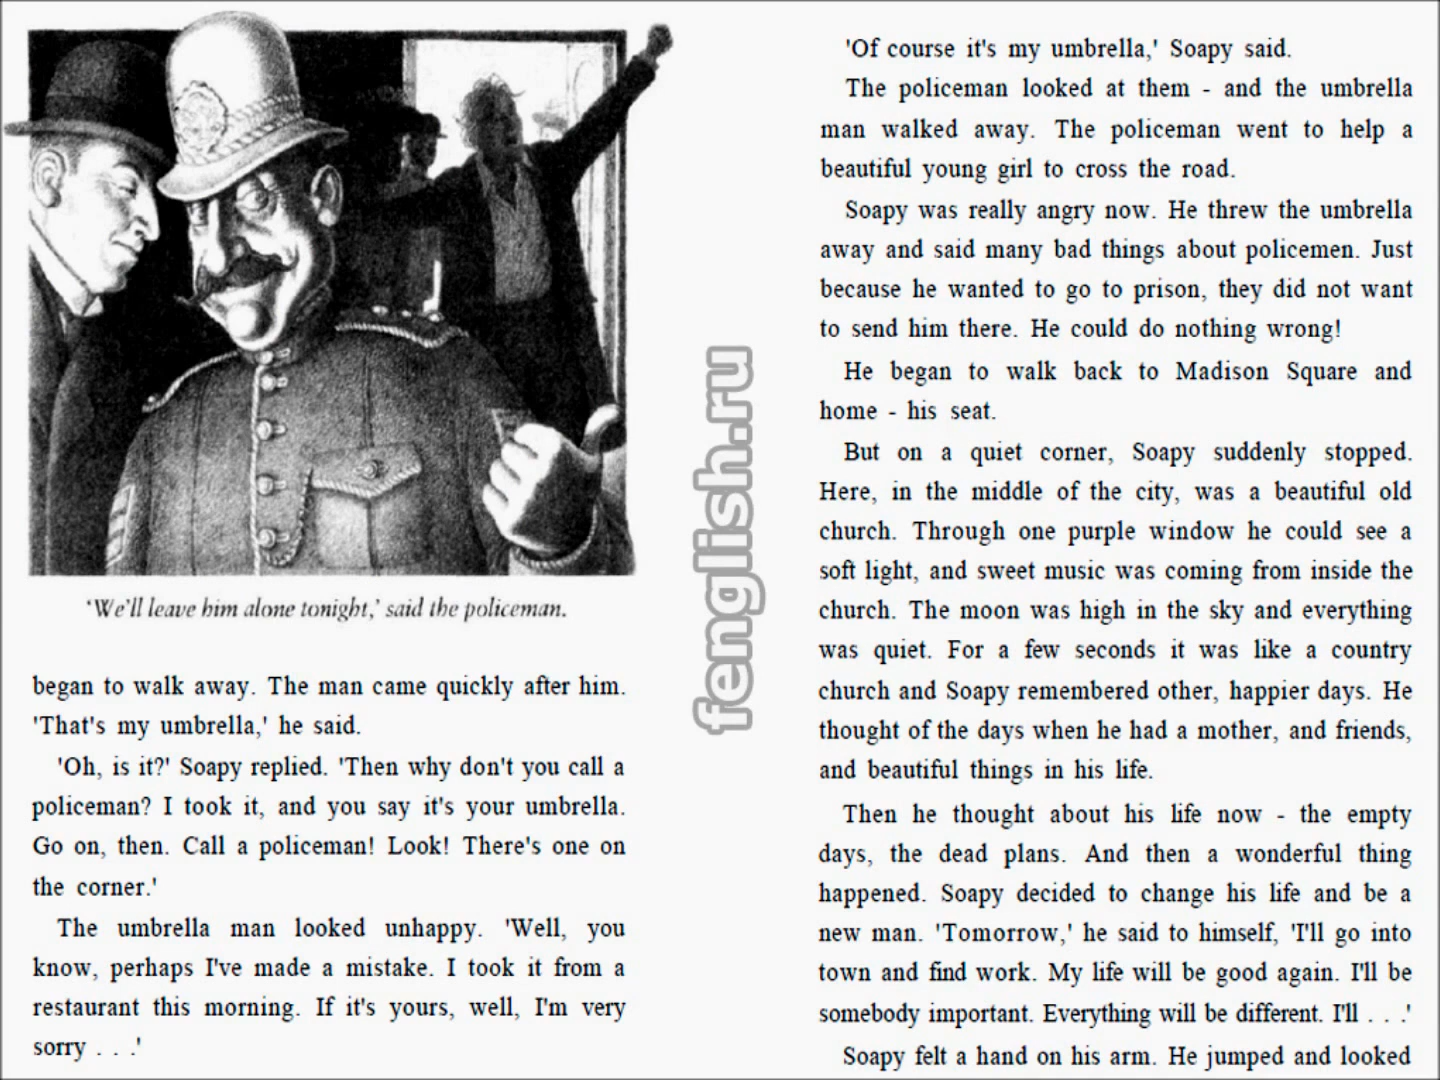 'We'll leave him alone tonight,' said the policeman.
began to walk away. The man came quickly after him.
'That's my umbrella,' he said.
'Oh, is it?' Soapy replied. 'Then why don't you call a
policeman? I took it, and you say it's your umbrella.
Go on, then. Call a policeman! Look! There's one on
the corner.'
The umbrella man looked unhappy. 'Well, you
know, perhaps I've made a mistake. I took it from a
restaurant this morning. If it's yours, well, I'm very
sorry . . .'
fenglish.ru
'Of course it's my umbrella,' Soapy said.
The policeman looked at them - and the umbrella
man walked away. The policeman went to help a
beautiful young girl to cross the road.
Soapy was really angry now. He threw the umbrella
away and said many bad things about policemen. Just
because he wanted to go to prison, they did not want
to send him there. He could do nothing wrong!
He began to walk back to Madison Square and
home - his seat.
But on a quiet corner, Soapy suddenly stopped.
Here, in the middle of the city, was a beautiful old
church. Through one purple window he could see a
soft light, and sweet music was coming from inside the
church. The moon was high in the sky and everything
was quiet. For a few seconds it was like a country
church and Soapy remembered other, happier days. He
thought of the days when he had a mother, and friends,
and beautiful things in his life.
Then he thought about his life now - the empty
days, the dead plans. And then a wonderful thing
happened. Soapy decided to change his life and be a
new man. 'Tomorrow,' he said to himself, 'I'll go into
town and find work. My life will be good again. I'll be
somebody important. Everything will be different. I'll . . .'
Soapy felt a hand on his arm. He jumped and looked